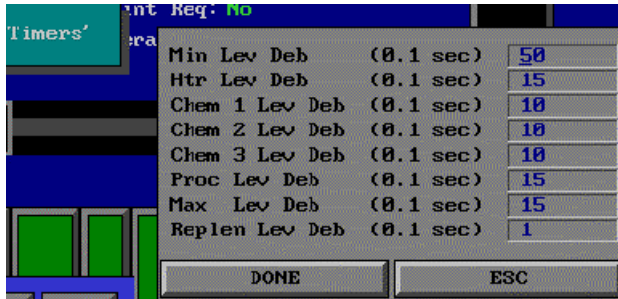 int Req: No
Timers'
era
Min Lev Deb (0.1 sec) 50
Htr Lev Deb (0.1 sec) 15
Chem 1 Lev Deb (0.1 sec) 10
Chem 2 Lev Deb (0.1 sec) 10
Chem 3 Lev Deb (0.1 sec) 10
Proc Lev Deb (0.1 sec) 15
Max Lev Deb (0.1 sec) 15
Replen Lev Deb (0.1 sec) 1
DONE ESC